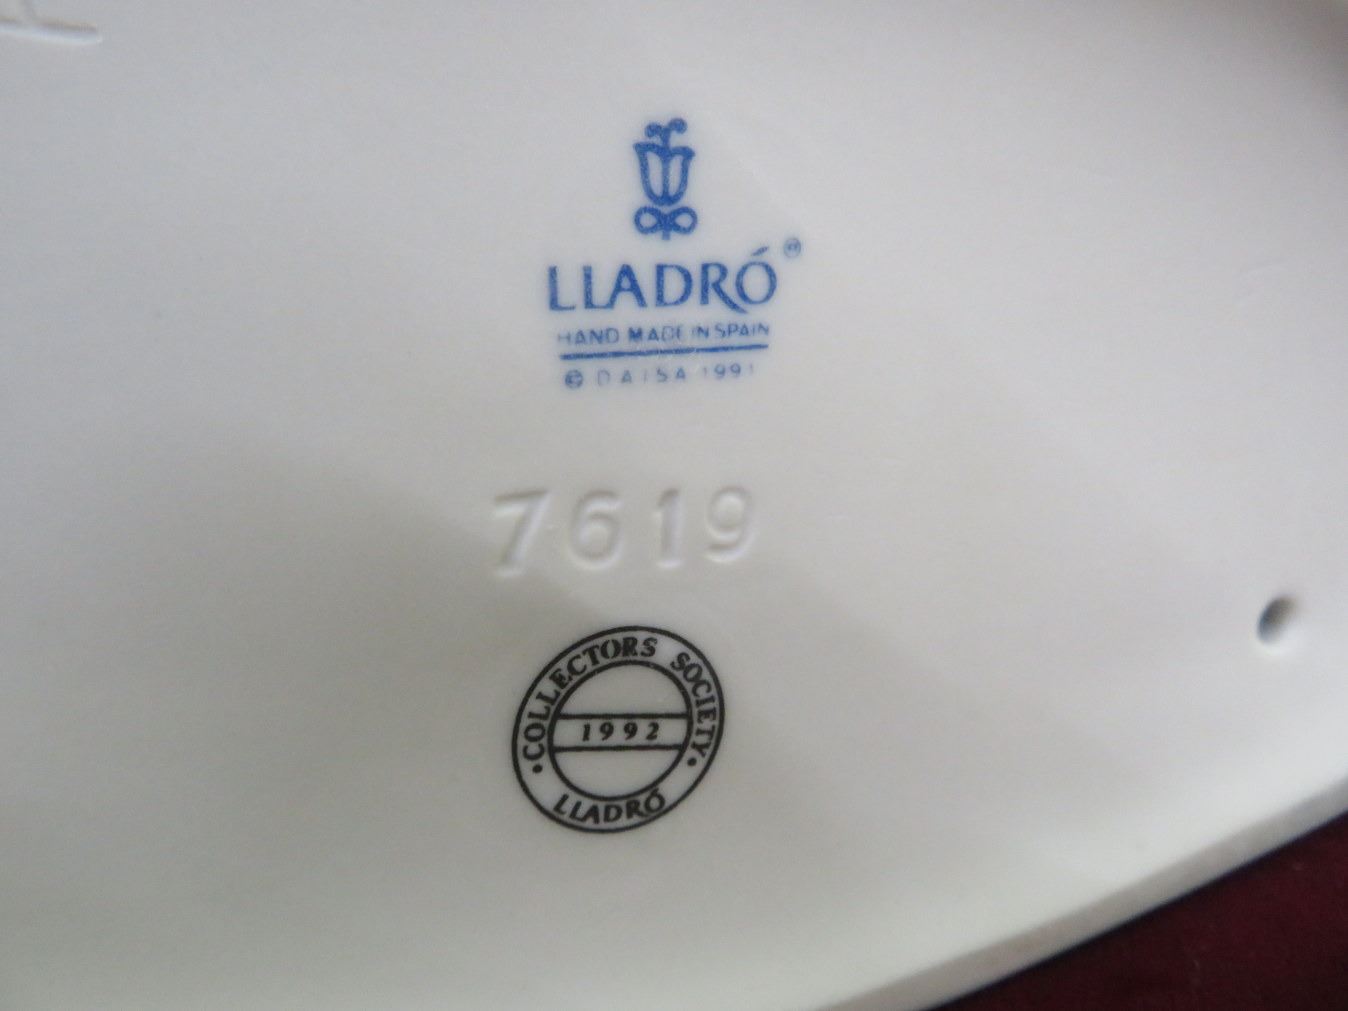 LLADRÓ®
HAND MADE IN SPAIN
© DAISA 1991
7619
· COLLECTORS SOCIETY ·
1992
LLADRÓ